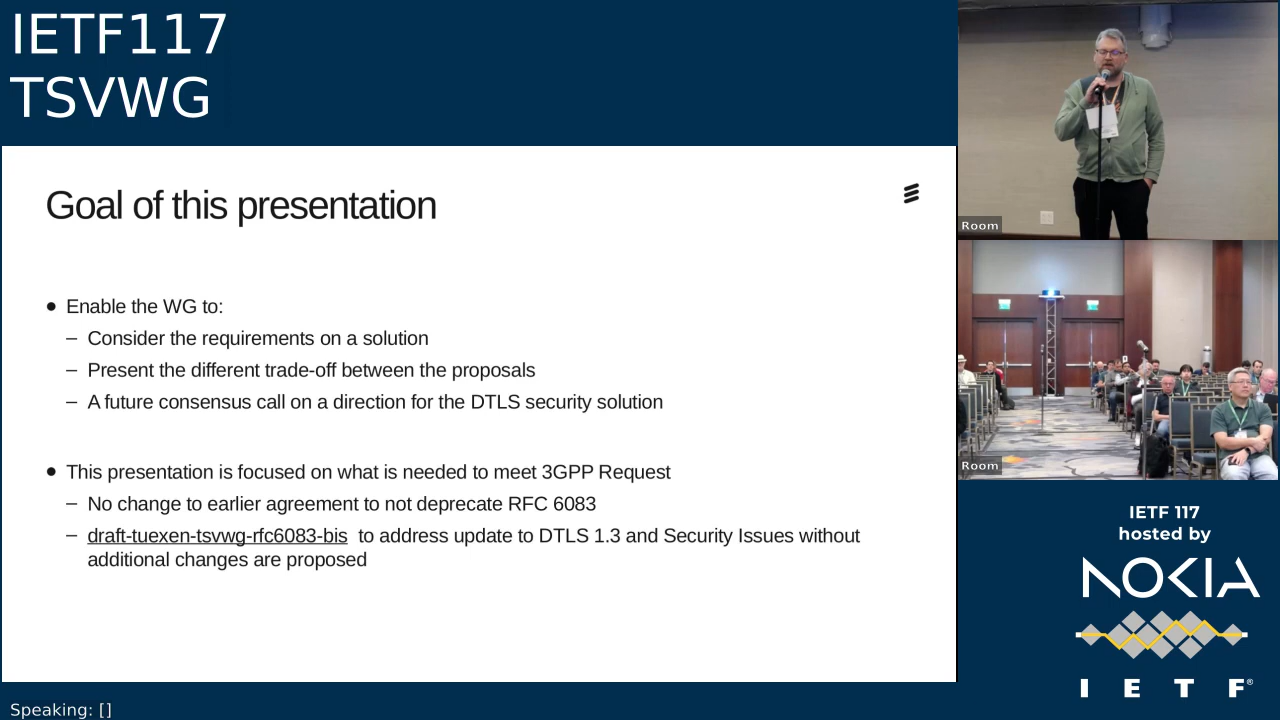 IETF117
TSVWG
Goal of this presentation
● Enable the WG to:
– Consider the requirements on a solution
– Present the different trade-off between the proposals
– A future consensus call on a direction for the DTLS security solution
● This presentation is focused on what is needed to meet 3GPP Request
– No change to earlier agreement to not deprecate RFC 6083
– draft-tuexen-tsvwg-rfc6083-bis to address update to DTLS 1.3 and Security Issues without
additional changes are proposed
Room
Room
IETF 117
hosted by
NOKIA
I E T F®
Speaking: []